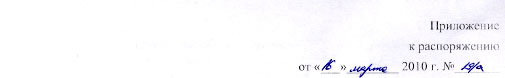 Приложение
к распоряжению
от «16» марта 2010 г. №